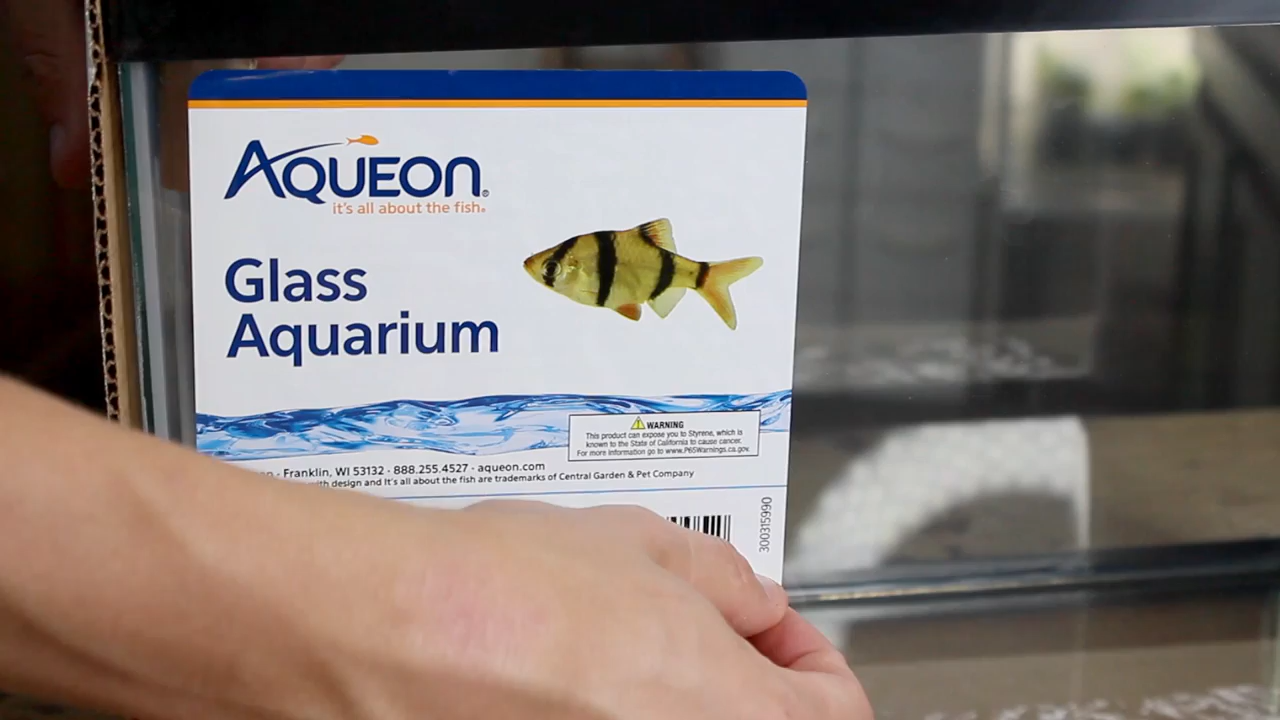 AQUEON®
it's all about the fish®
Glass
Aquarium
WARNING
This product can expose you to Styrene, which is
known to the State of California to cause cancer.
For more information go to www.P65Warnings.ca.gov.
· Franklin, WI 53132 · 888.255.4527 · aqueon.com
with design and It's all about the fish are trademarks of Central Garden & Pet Company
300315990